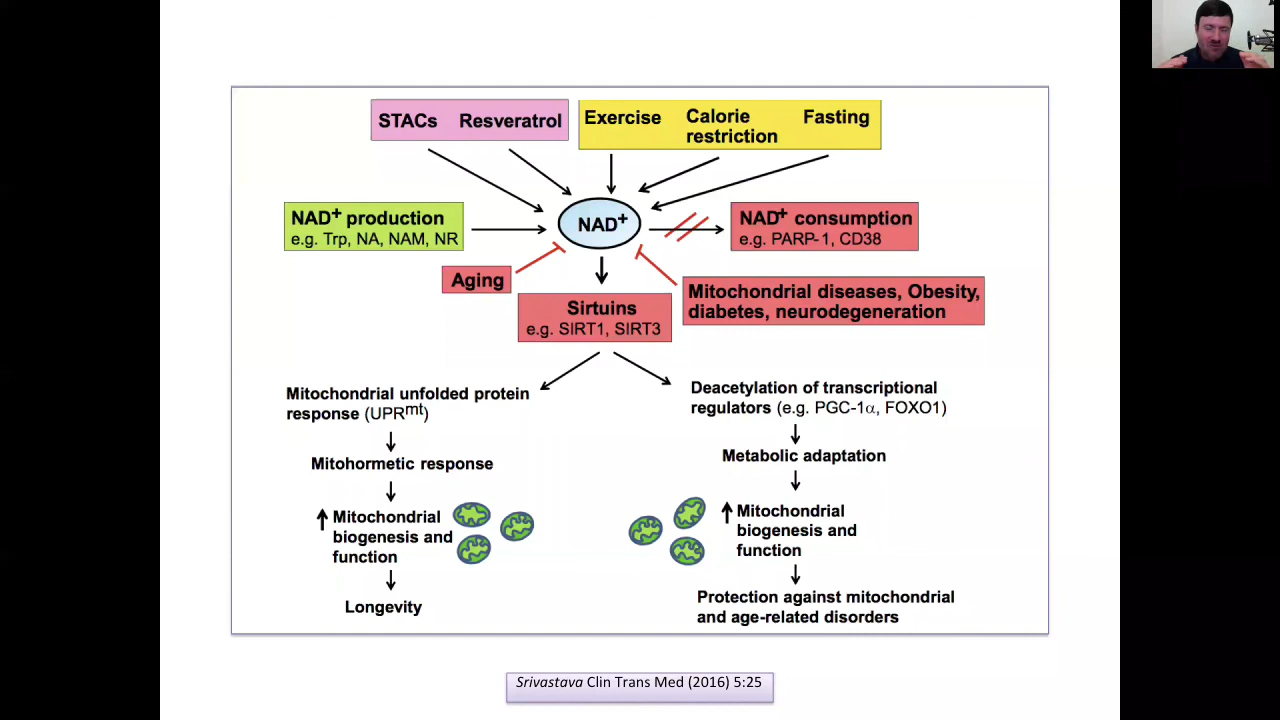 STACs Resveratrol
Exercise Calorie restriction Fasting
NAD+ production
e.g. Trp, NA, NAM, NR
NAD+
NAD+ consumption
e.g. PARP-1, CD38
Aging
Sirtuins
e.g. SIRT1, SIRT3
Mitochondrial diseases, Obesity,
diabetes, neurodegeneration
Mitochondrial unfolded protein
response (UPRmt)
Mitohormetic response
Mitochondrial
biogenesis and
function
Longevity
Deacetylation of transcriptional
regulators (e.g. PGC-1α, FOXO1)
Metabolic adaptation
Mitochondrial
biogenesis and
function
Protection against mitochondrial
and age-related disorders
Srivastava Clin Trans Med (2016) 5:25